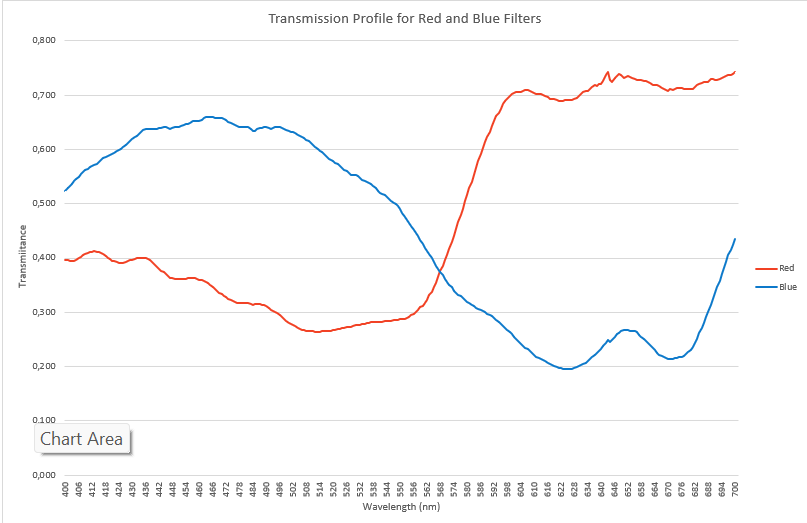 Transmission Profile for Red and Blue Filters
0,800
0,700
0,600
0,500
0,400
0,300
0,200
0,100
0,000
Transmiltance
Chart Area
400 406 412 418 424 430 436 442 448 454 460 466 472 478 484 490 496 502 508 514 520 526 532 538 544 550 556 562 568 574 580 586 592 598 604 610 616 622 628 634 640 646 652 658 664 670 676 682 688 694 700
Wavelength (nm)
Red
Blue